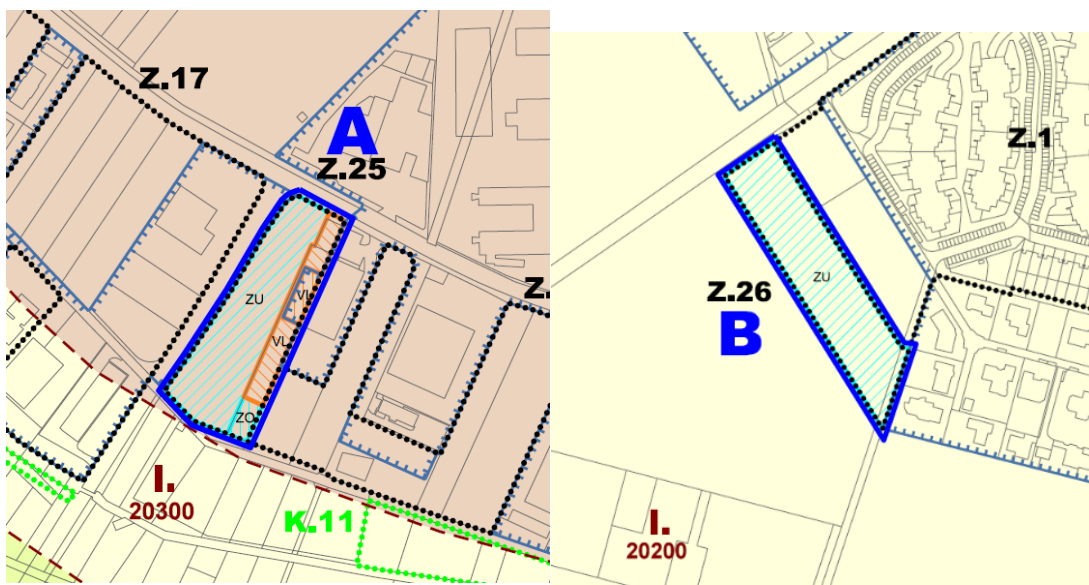 Z.17
A
Z.25
ZU
VL
VL
ZO
Z.
I.
20300
K.11
Z.1
ZU
Z.26
B
I.
20200